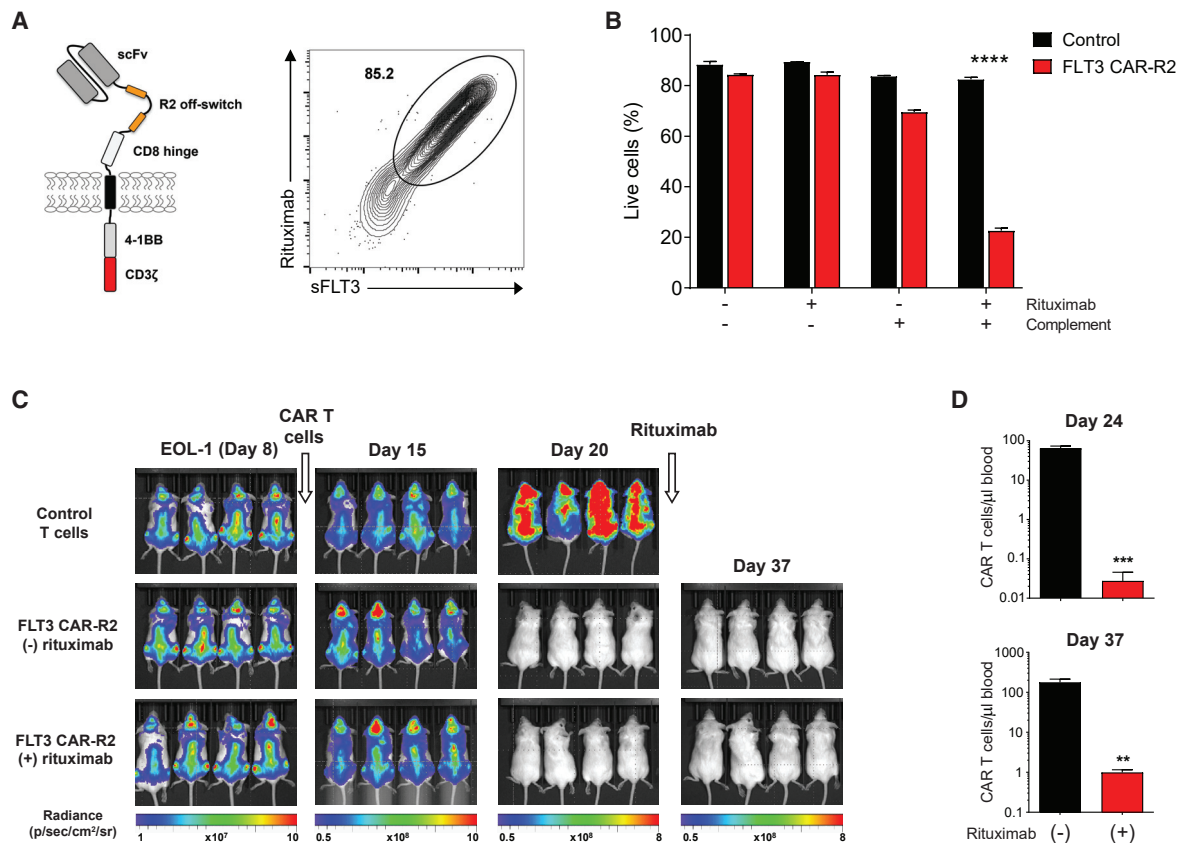 A
scFv
R2 off-switch
CD8 hinge
4-1BB
CD3ζ
85.2
Rituximab
sFLT3
B
Live cells (%)
100
80
60
40
20
0
****
Control
FLT3 CAR-R2
- + - + Rituximab
- - + + Complement
C
CAR T
cells
Rituximab
EOL-1 (Day 8)
Day 15
Day 20
Day 37
Control
T cells
FLT3 CAR-R2
(-) rituximab
FLT3 CAR-R2
(+) rituximab
Radiance
(p/sec/cm²/sr)
1 x10⁷ 10
0.5 x10⁸ 10
0.5 x10⁸ 8
0.5 x10⁸ 8
D
Day 24
CAR T cells/µl blood
100
10
1
0.1
0.01
***
Day 37
CAR T cells/µl blood
1000
100
10
1
0.1
**
Rituximab (-) (+)